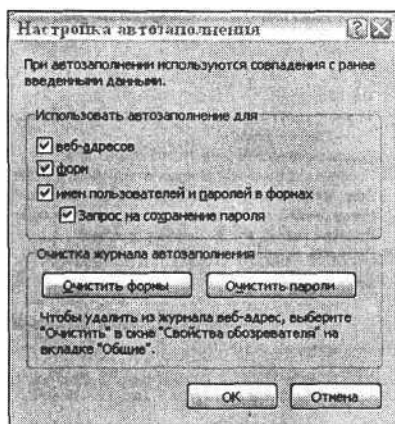 Настройка автозаполнения
При автозаполнении используются совпадения с ранее
введенными данными.
Использовать автозаполнение для
веб-адресов
форм
имен пользователей и паролей в формах
Запрос на сохранение пароля
Очистка журнала автозаполнения
Очистить формы
Очистить пароли
Чтобы удалить из журнала веб-адрес, выберите
"Очистить" в окне "Свойства обозревателя" на
вкладке "Общие".
ОК
Отмена